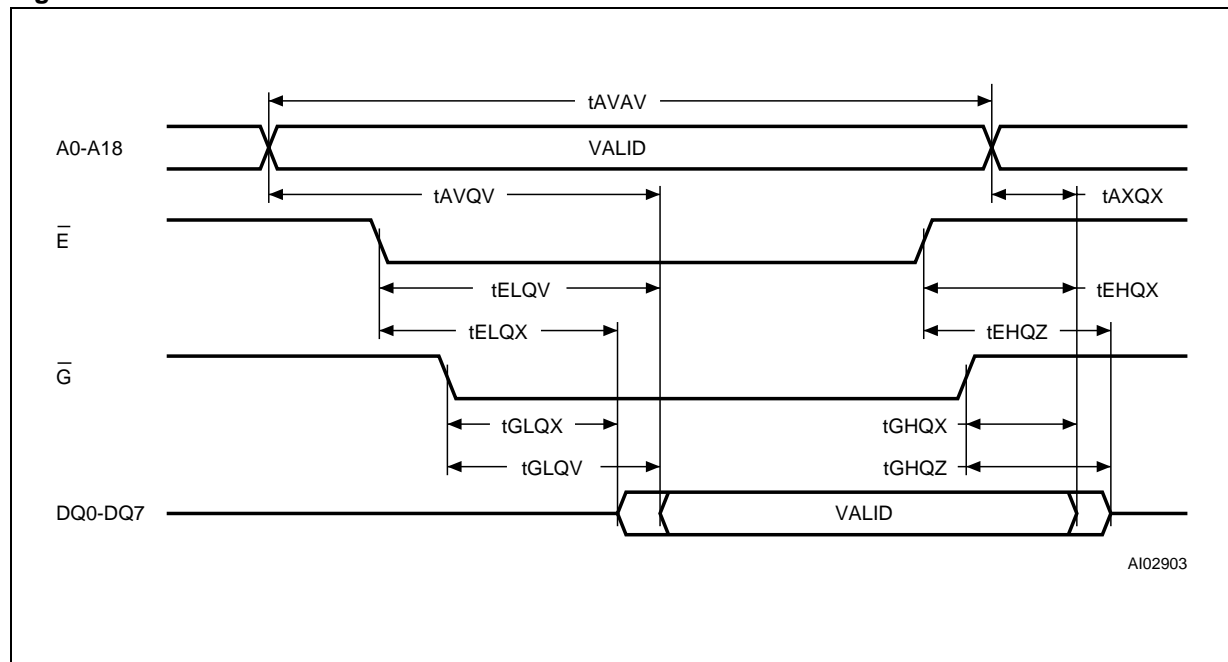 tAVAV
A0-A18 VALID
tAVQV tAXQX
E̅
tELQV tEHQX
tELQX tEHQZ
G̅
tGLQX tGHQX
tGLQV tGHQZ
DQ0-DQ7 VALID
AI02903